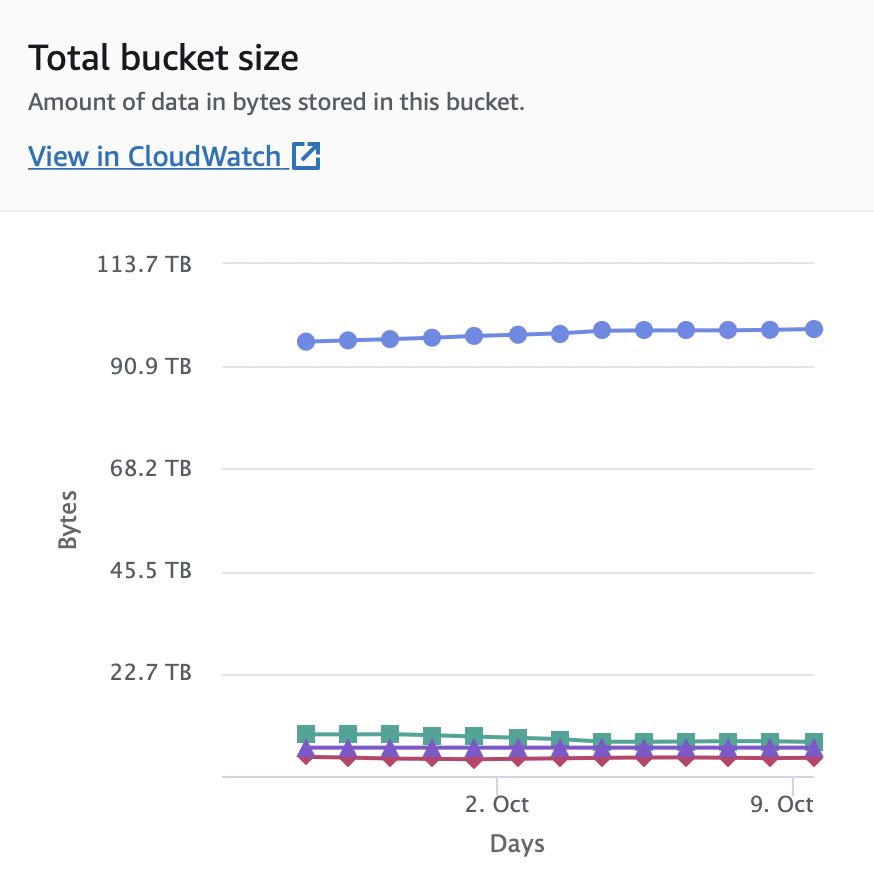 Total bucket size
Amount of data in bytes stored in this bucket.
View in CloudWatch
113.7 TB
90.9 TB
68.2 TB
45.5 TB
22.7 TB
Bytes
2. Oct
9. Oct
Days